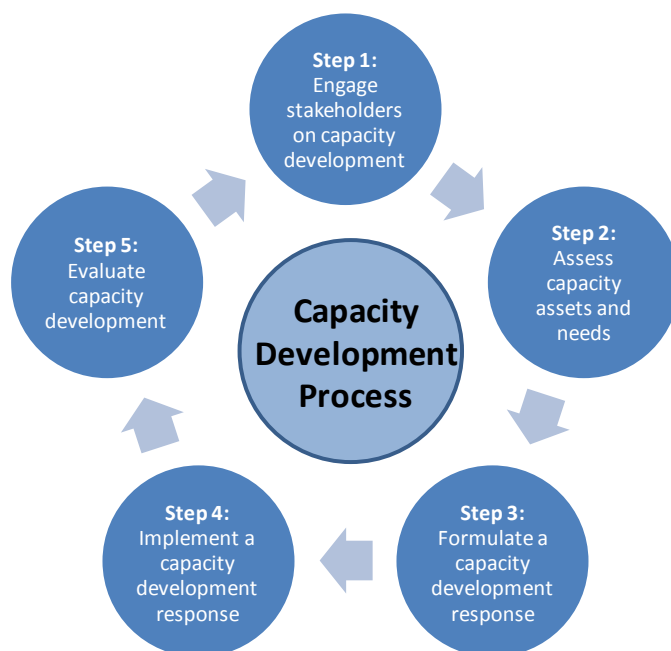 Step 1:
Engage
stakeholders
on capacity
development
Step 2:
Assess
capacity
assets and
needs
Step 3:
Formulate a
capacity
development
response
Step 4:
Implement a
capacity
development
response
Step 5:
Evaluate
capacity
development
Capacity
Development
Process